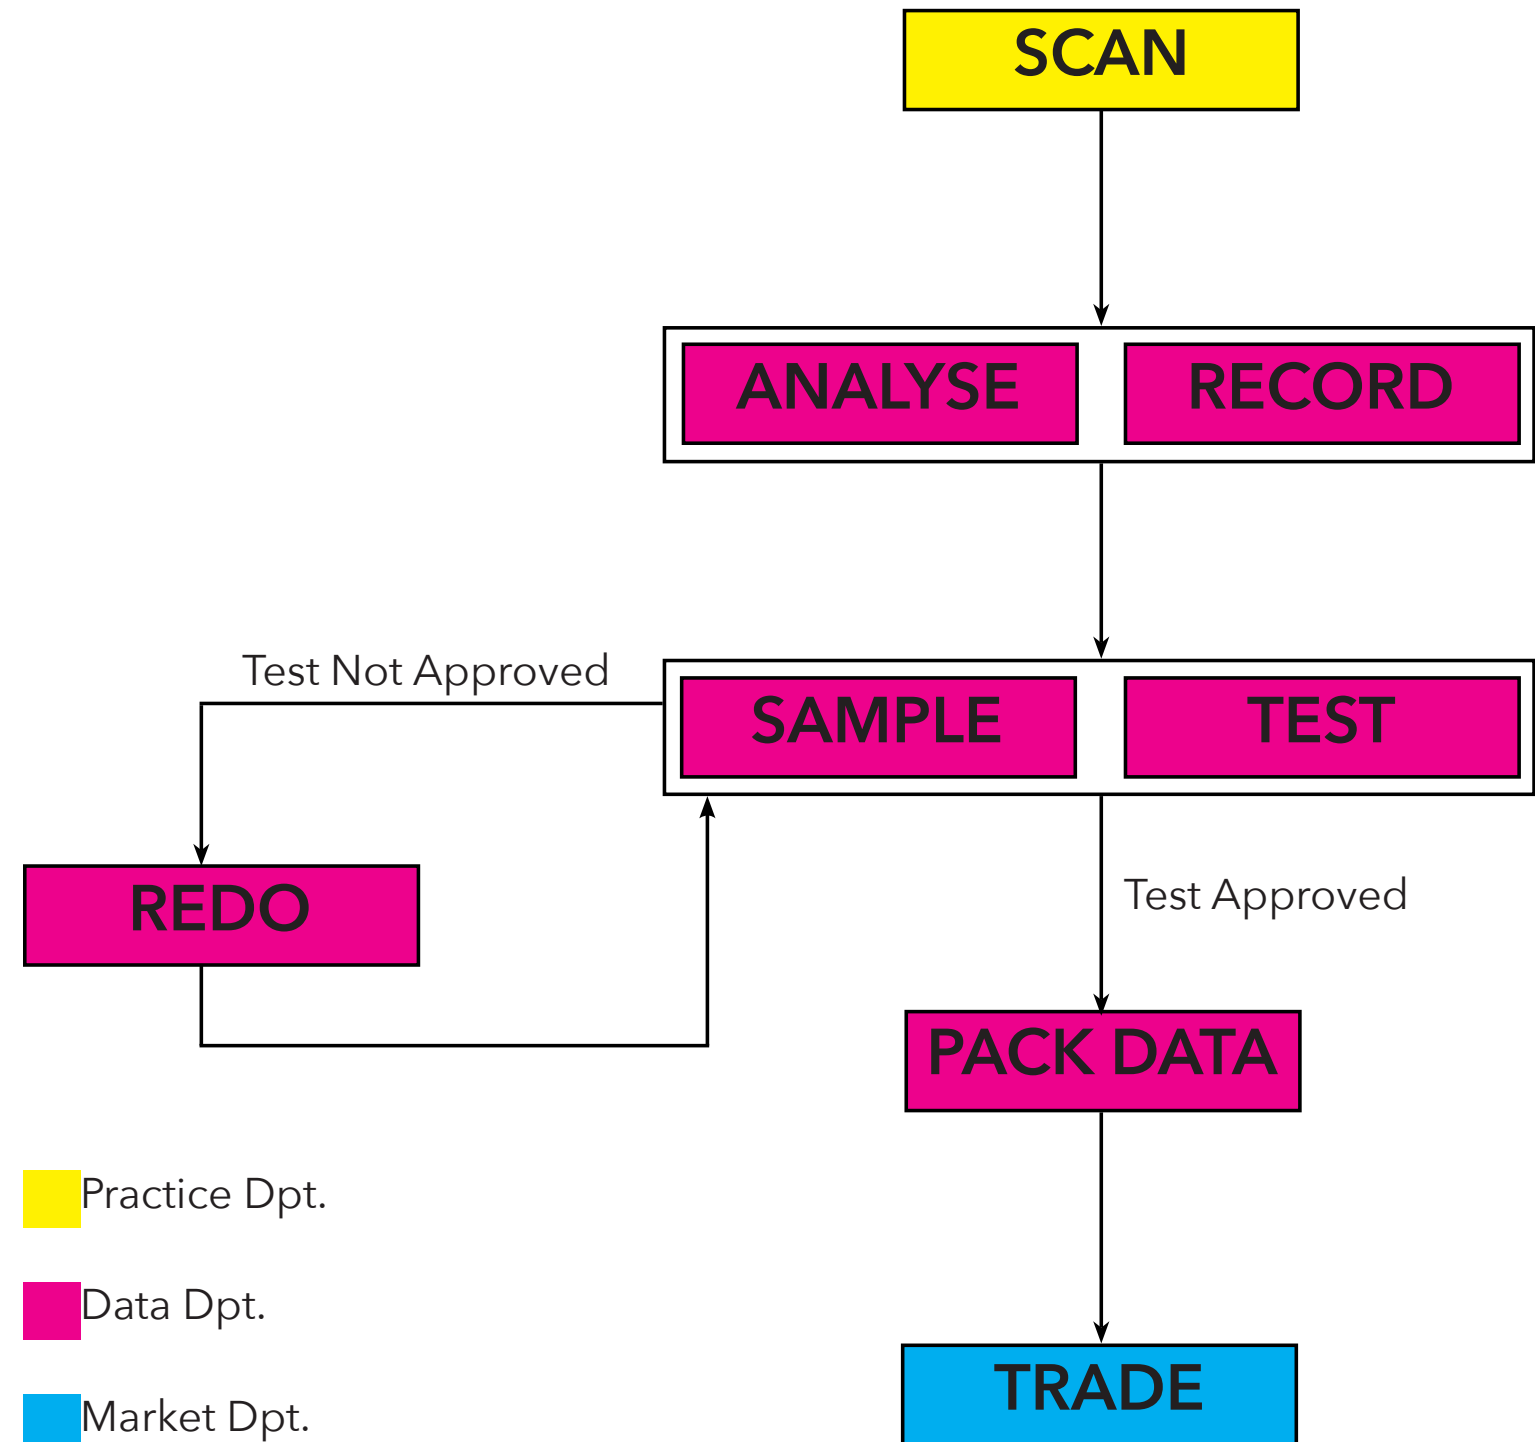 SCAN
ANALYSE RECORD
Test Not Approved
SAMPLE TEST
REDO
Test Approved
PACK DATA
Practice Dpt.
Data Dpt.
TRADE
Market Dpt.